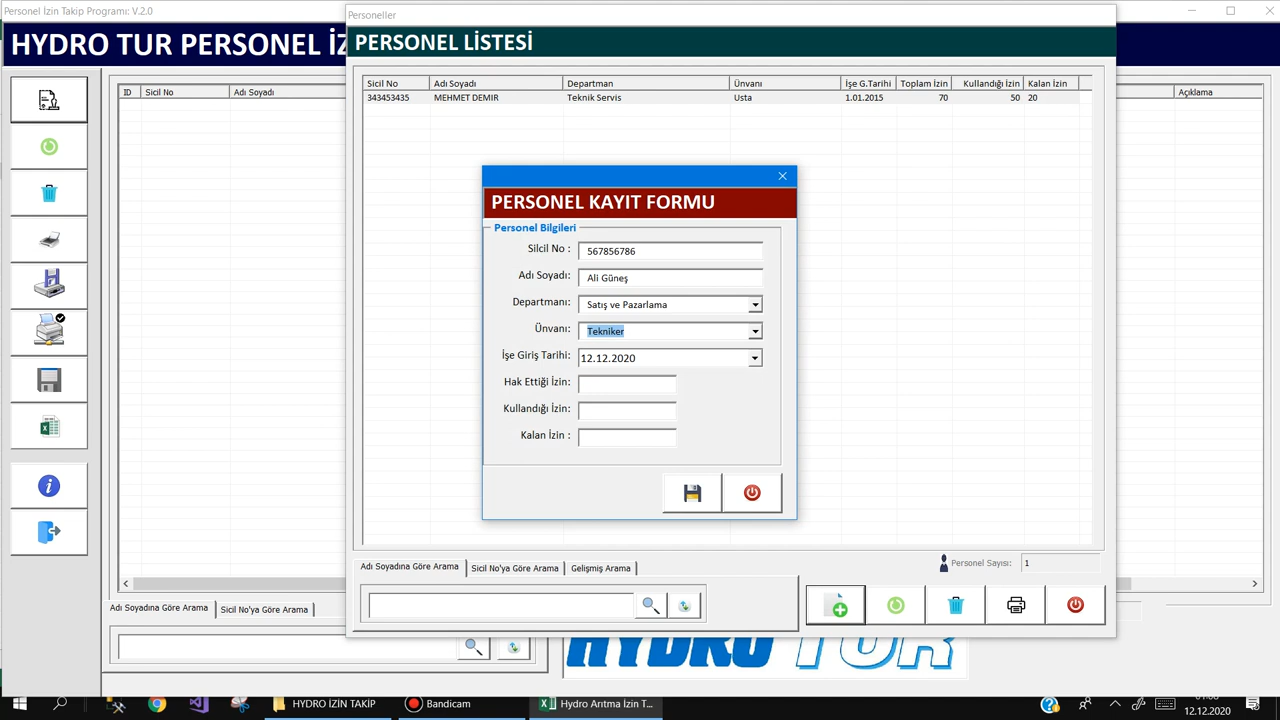 Personel İzin Takip Programı: V.2.0
HYDRO TUR PERSONEL İZ
ID Sicil No Adı Soyadı
Açıklama
Personeller
PERSONEL LİSTESİ
Sicil No Adı Soyadı Departman Ünvanı İşe G.Tarihi Toplam İzin Kullandığı İzin Kalan İzin
343453435 MEHMET DEMIR Teknik Servis Usta 1.01.2015 70 50 20
PERSONEL KAYIT FORMU
Personel Bilgileri
Silcil No : 567856786
Adı Soyadı: Ali Güneş
Departmanı: Satış ve Pazarlama
Ünvanı: Tekniker
İşe Giriş Tarihi: 12.12.2020
Hak Ettiği İzin:
Kullandığı İzin:
Kalan İzin :
Adı Soyadına Göre Arama Sicil No'ya Göre Arama Gelişmiş Arama
Personel Sayısı: 1
Adı Soyadına Göre Arama Sicil No'ya Göre Arama
HYDRO TUR
HYDRO İZİN TAKİP
Bandicam
Hydro Arıtma İzin T...
12.12.2020